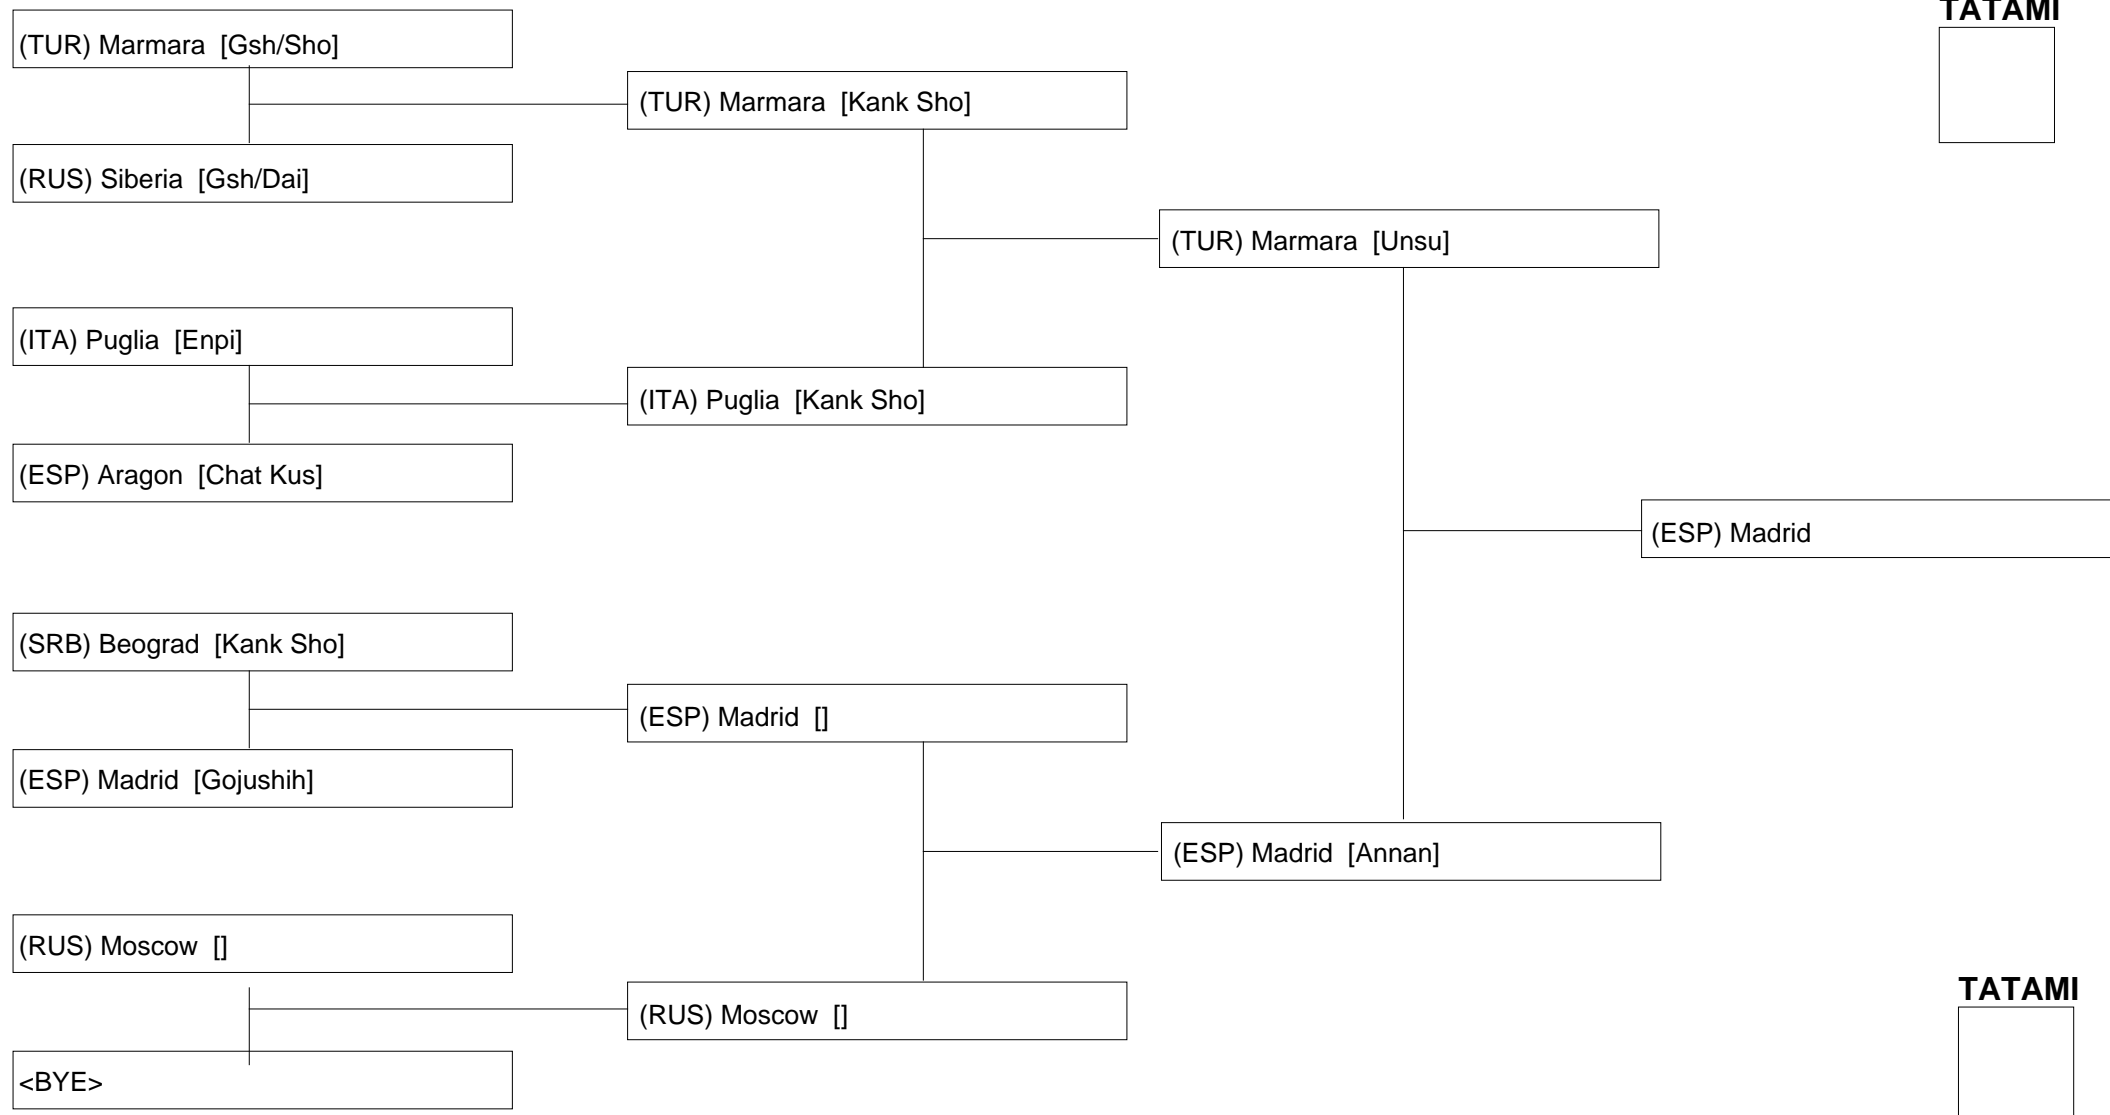 TATAMI
(TUR) Marmara [Gsh/Sho]
(TUR) Marmara [Kank Sho]
(RUS) Siberia [Gsh/Dai]
(TUR) Marmara [Unsu]
(ITA) Puglia [Enpi]
(ITA) Puglia [Kank Sho]
(ESP) Aragon [Chat Kus]
(ESP) Madrid
(SRB) Beograd [Kank Sho]
(ESP) Madrid []
(ESP) Madrid [Gojushih]
(ESP) Madrid [Annan]
(RUS) Moscow []
TATAMI
(RUS) Moscow []
<BYE>